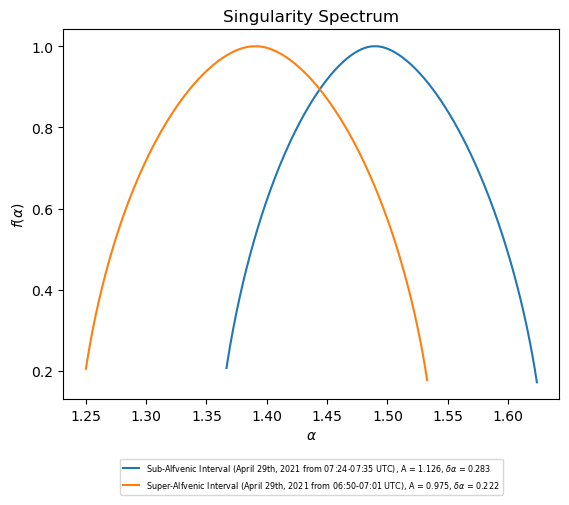 Singularity Spectrum
1.0
0.8
0.6
0.4
0.2
f(α)
1.25 1.30 1.35 1.40 1.45 1.50 1.55 1.60
α
Sub-Alfvenic Interval (April 29th, 2021 from 07:24-07:35 UTC), A = 1.126, δα = 0.283
Super-Alfvenic Interval (April 29th, 2021 from 06:50-07:01 UTC), A = 0.975, δα = 0.222